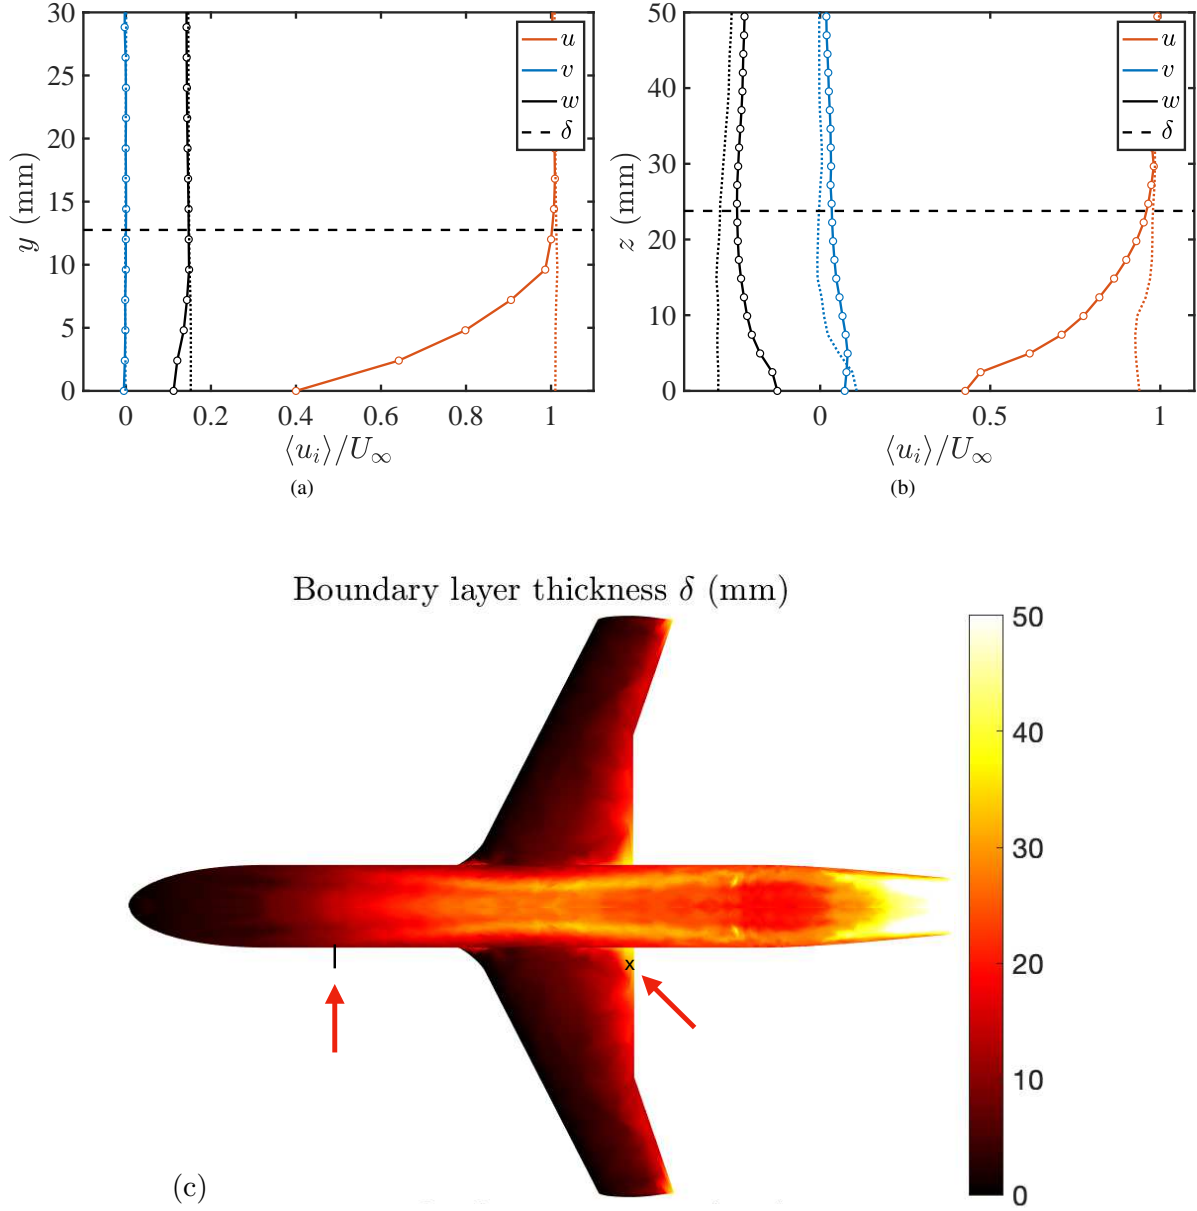 30
25
20
15
10
5
0
y (mm)
0 0.2 0.4 0.6 0.8 1
⟨u_i⟩/U_∞
u
v
w
δ
(a)
50
40
30
20
10
0
z (mm)
0 0.5 1
⟨u_i⟩/U_∞
u
v
w
δ
(b)
Boundary layer thickness δ (mm)
50
40
30
20
10
0
x
(c)